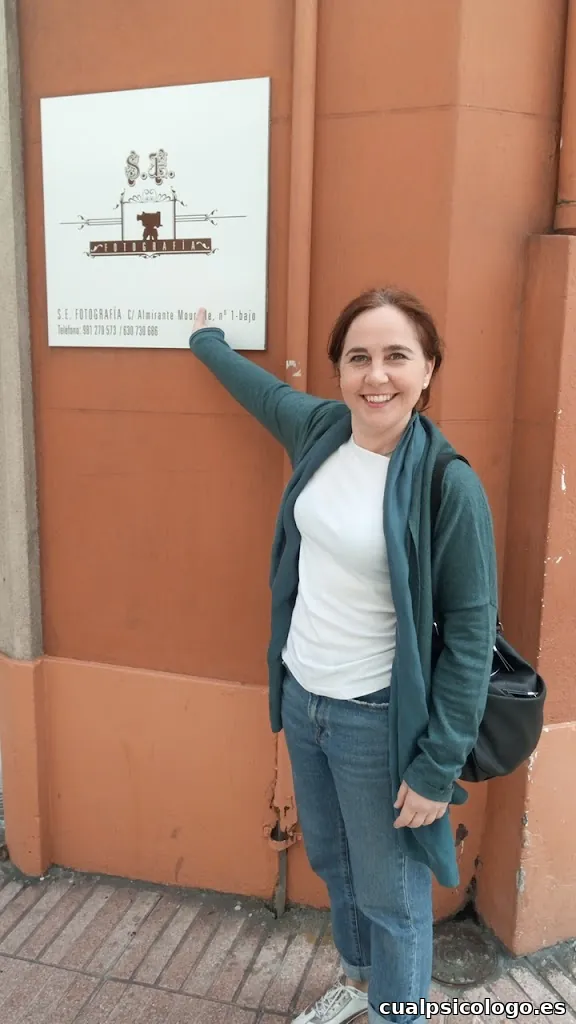 S.E.
FOTOGRAFÍA
S.E. FOTOGRAFÍA C/ Almirante nº 1-bajo
Teléfono: 981 278 573 / 630 738 686
cualpsicologo.es